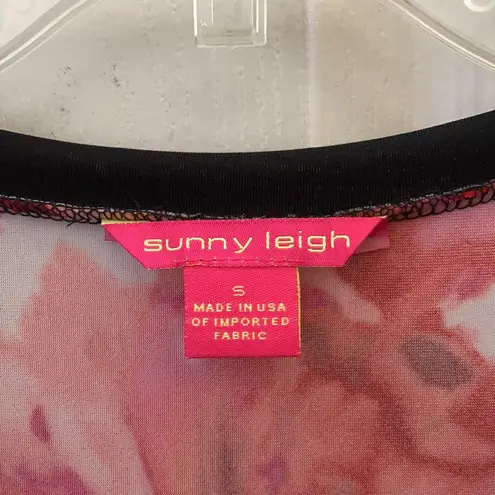 sunny leigh
S
MADE IN USA
OF IMPORTED
FABRIC